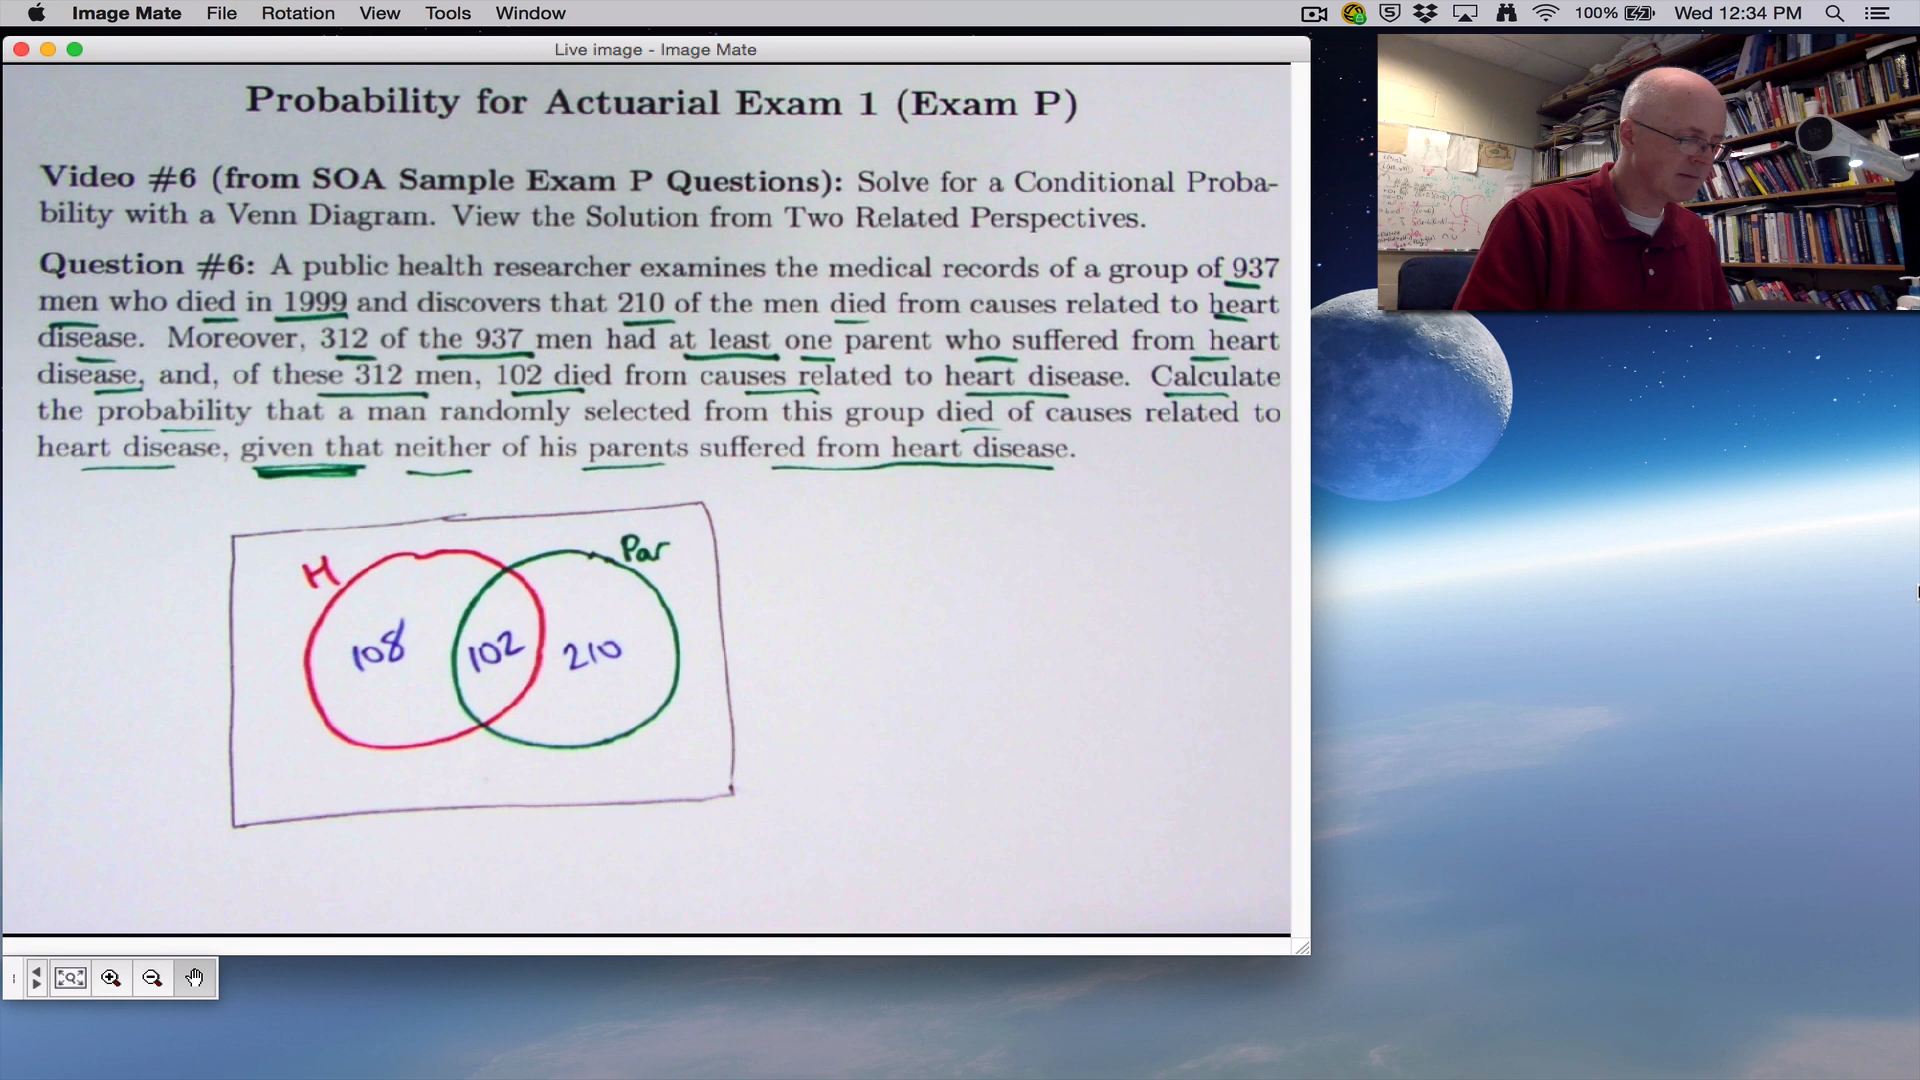 Image Mate File Rotation View Tools Window 100% Wed 12:34 PM
Live image - Image Mate
Probability for Actuarial Exam 1 (Exam P)
Video #6 (from SOA Sample Exam P Questions): Solve for a Conditional Proba-
bility with a Venn Diagram. View the Solution from Two Related Perspectives.
Question #6: A public health researcher examines the medical records of a group of 937
men who died in 1999 and discovers that 210 of the men died from causes related to heart
disease. Moreover, 312 of the 937 men had at least one parent who suffered from heart
disease, and, of these 312 men, 102 died from causes related to heart disease. Calculate
the probability that a man randomly selected from this group died of causes related to
heart disease, given that neither of his parents suffered from heart disease.
H
Par
108 102 210